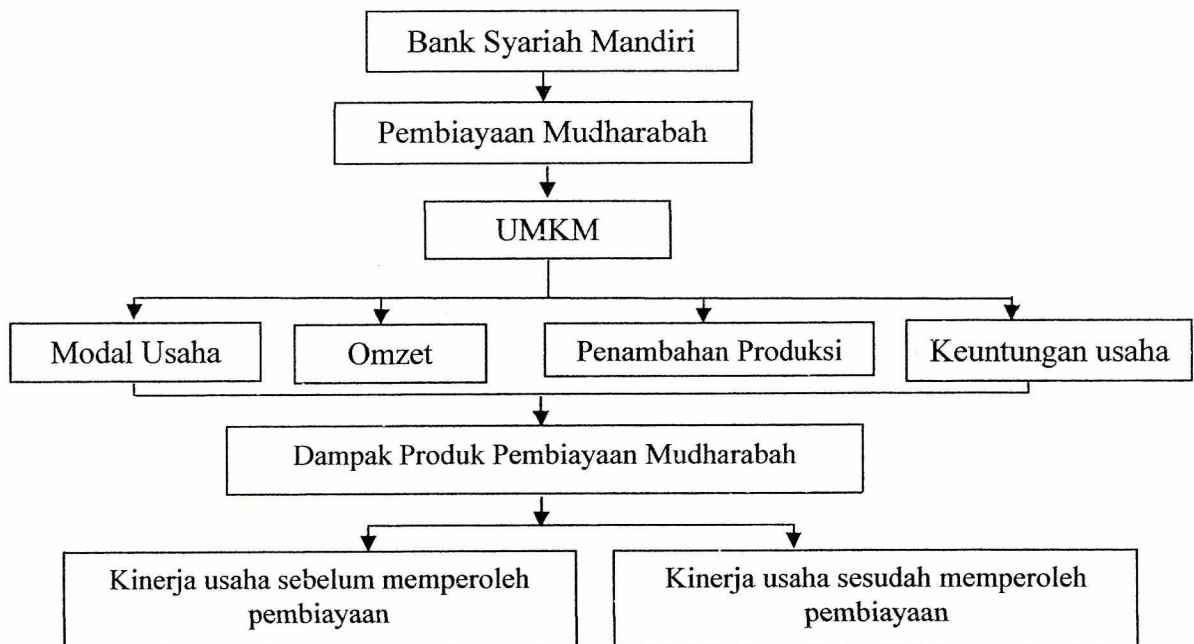 Bank Syariah Mandiri
Pembiayaan Mudharabah
UMKM
Modal Usaha
Omzet
Penambahan Produksi
Keuntungan usaha
Dampak Produk Pembiayaan Mudharabah
Kinerja usaha sebelum memperoleh
pembiayaan
Kinerja usaha sesudah memperoleh
pembiayaan